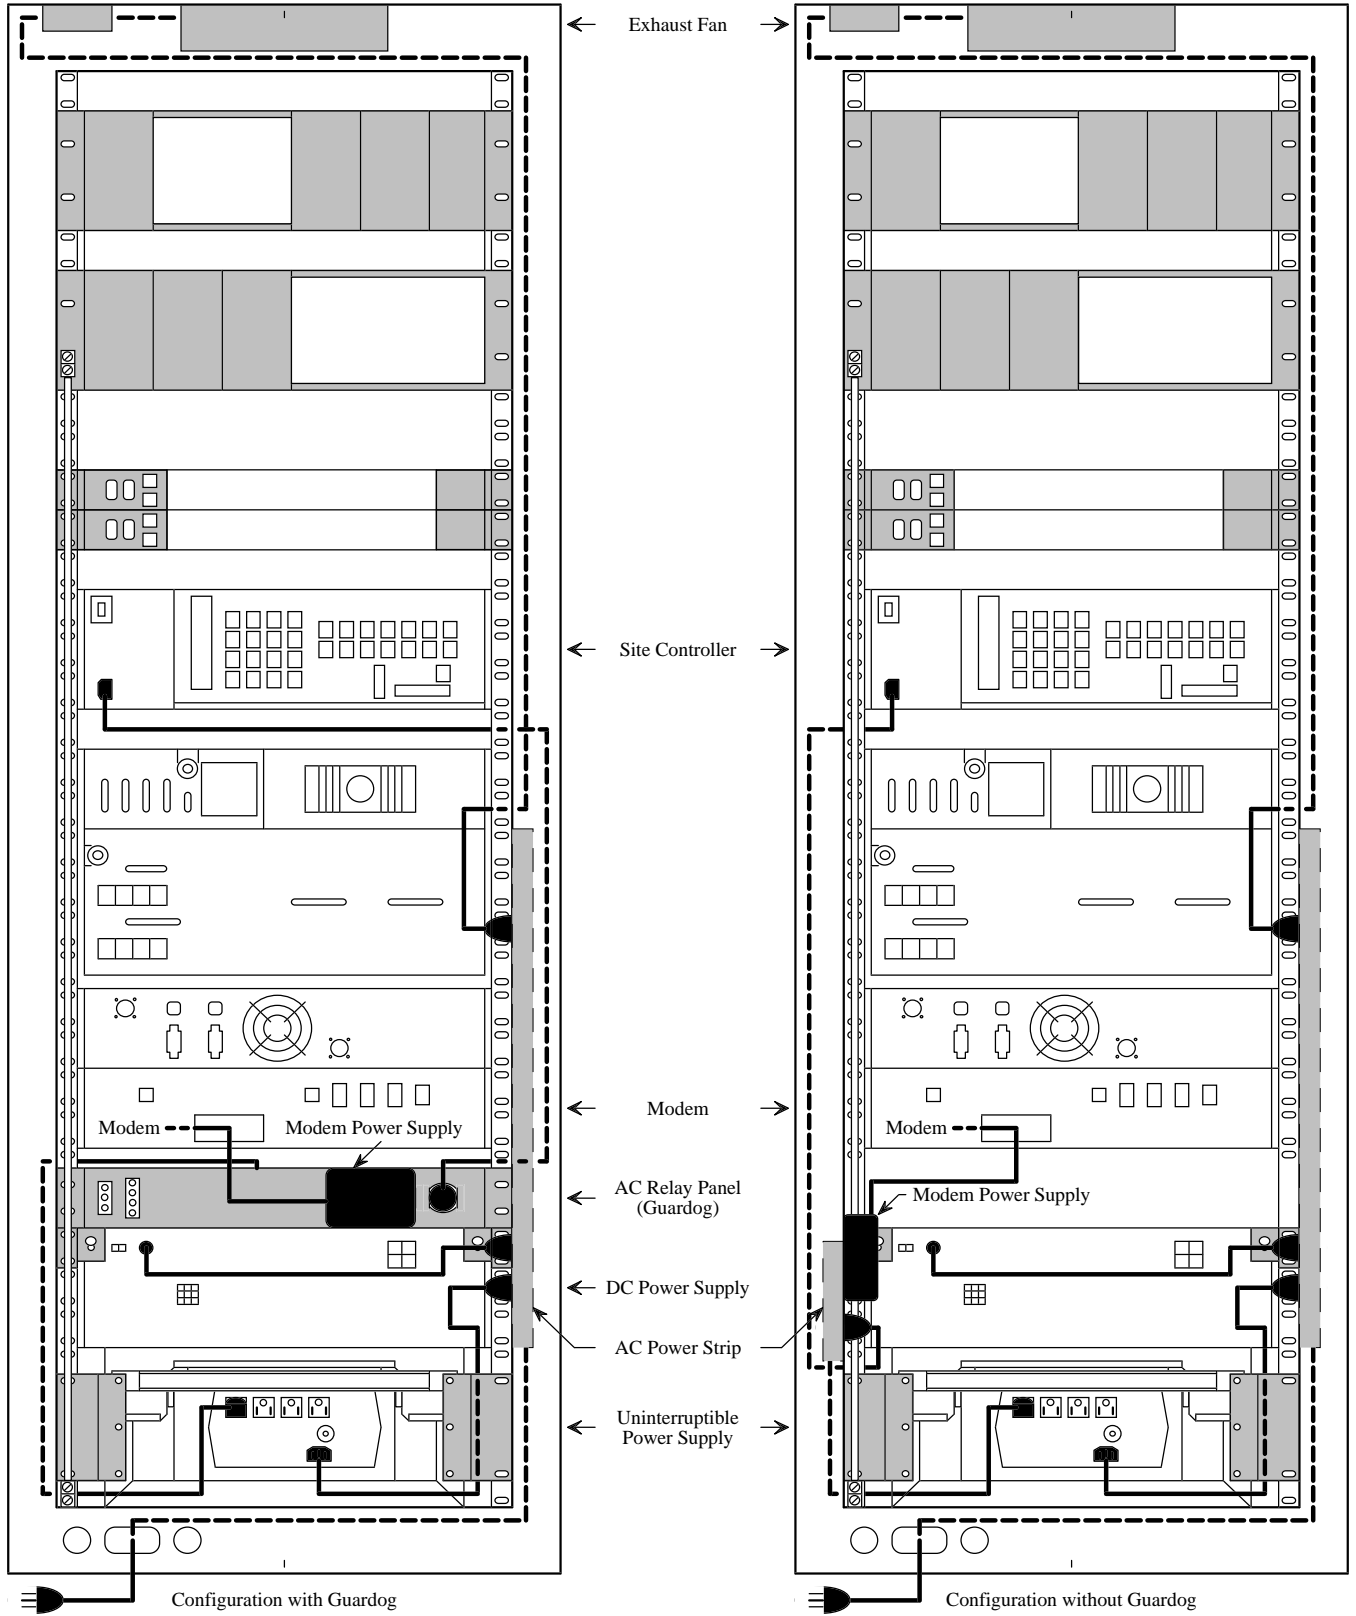 Exhaust Fan
Site Controller
Modem
Modem
Modem Power Supply
Modem
Modem Power Supply
AC Relay Panel
(Guardog)
DC Power Supply
AC Power Strip
Uninterruptible
Power Supply
Configuration with Guardog
Configuration without Guardog